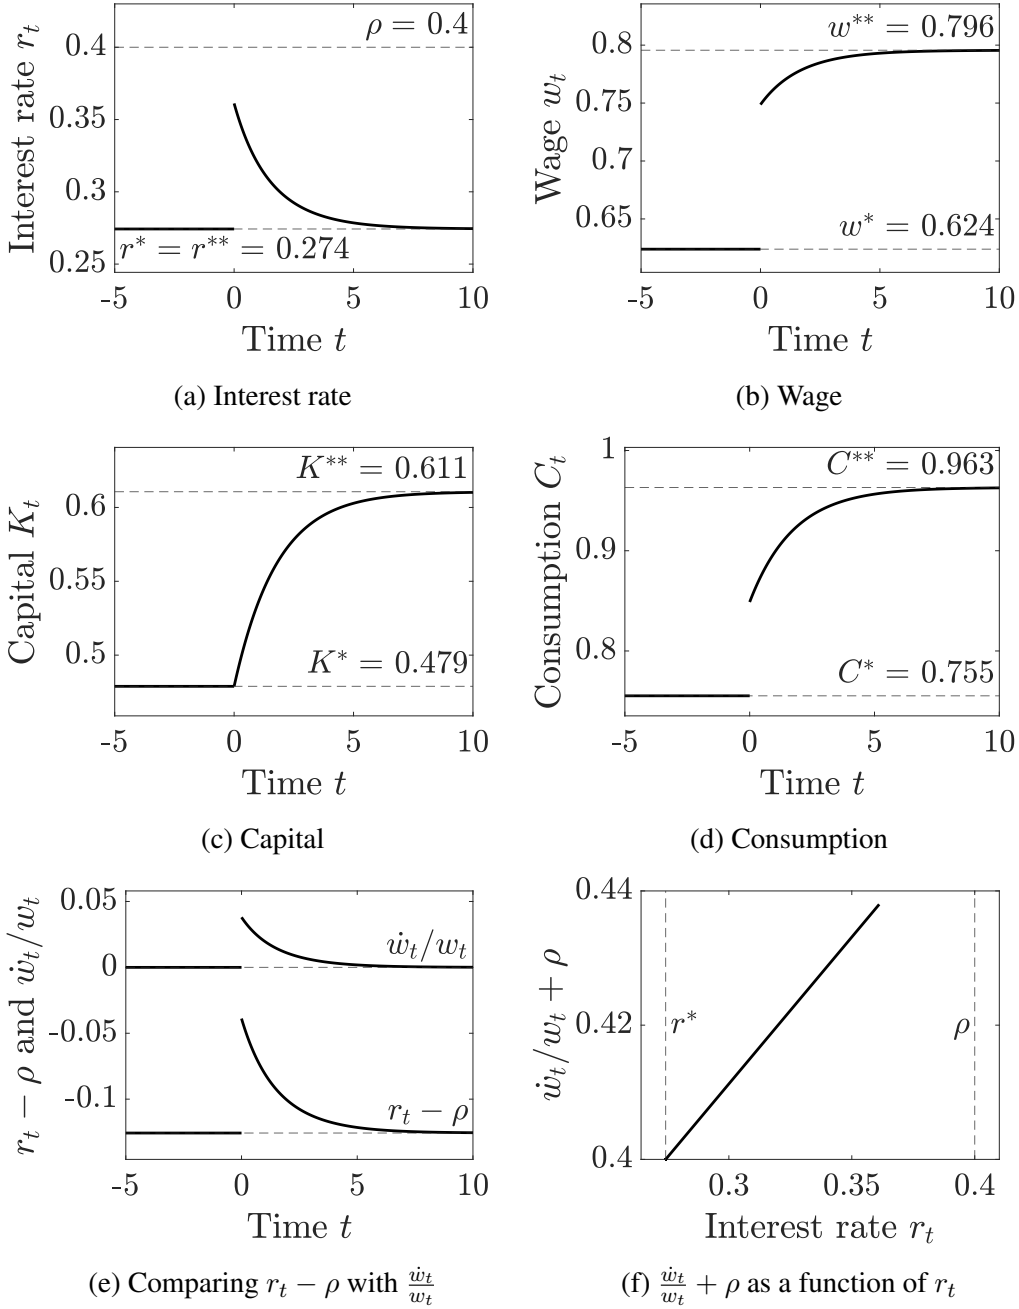 Interest rate r_t
0.4
0.35
0.3
0.25
ρ = 0.4
r* = r** = 0.274
-5 0 5 10
Time t
(a) Interest rate
Wage w_t
0.8
0.75
0.7
0.65
w** = 0.796
w* = 0.624
-5 0 5 10
Time t
(b) Wage
Capital K_t
0.6
0.55
0.5
K** = 0.611
K* = 0.479
-5 0 5 10
Time t
(c) Capital
Consumption C_t
1
0.9
0.8
C** = 0.963
C* = 0.755
-5 0 5 10
Time t
(d) Consumption
r_t − ρ and ẇ_t/w_t
0.05
0
-0.05
-0.1
ẇ_t/w_t
r_t − ρ
-5 0 5 10
Time t
(e) Comparing r_t − ρ with ẇ_t/w_t
ẇ_t/w_t + ρ
0.44
0.42
0.4
r*
ρ
0.3 0.35 0.4
Interest rate r_t
(f) ẇ_t/w_t + ρ as a function of r_t